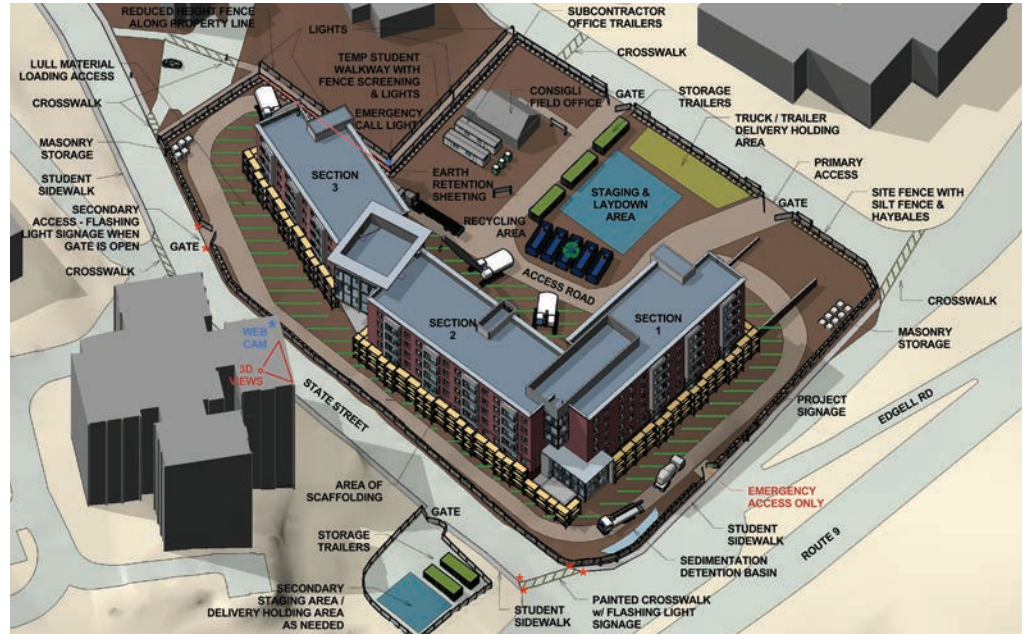 REDUCED HEIGHT FENCE
ALONG PROPERTY LINE
LIGHTS
SUBCONTRACTOR
OFFICE TRAILERS
LULL MATERIAL
LOADING ACCESS
TEMP STUDENT
WALKWAY WITH
FENCE SCREENING
& LIGHTS
CROSSWALK
CROSSWALK
EMERGENCY
CALL LIGHT
CONSIGLI
FIELD OFFICE
GATE
STORAGE
TRAILERS
TRUCK / TRAILER
DELIVERY HOLDING
AREA
MASONRY
STORAGE
STUDENT
SIDEWALK
SECTION
3
EARTH
RETENTION
SHEETING
STAGING &
LAYDOWN
AREA
PRIMARY
ACCESS
SECONDARY
ACCESS - FLASHING
LIGHT SIGNAGE WHEN
GATE IS OPEN
RECYCLING
AREA
GATE
SITE FENCE WITH
SILT FENCE &
HAYBALES
GATE
CROSSWALK
ACCESS ROAD
CROSSWALK
WEB
CAM
SECTION
2
SECTION
1
MASONRY
STORAGE
3D
VIEWS
STATE STREET
PROJECT
SIGNAGE
EDGELL RD
AREA OF
SCAFFOLDING
EMERGENCY
ACCESS ONLY
GATE
STUDENT
SIDEWALK
ROUTE 9
STORAGE
TRAILERS
SEDIMENTATION
DETENTION BASIN
SECONDARY
STAGING AREA /
DELIVERY HOLDING AREA
AS NEEDED
STUDENT
SIDEWALK
PAINTED CROSSWALK
w/ FLASHING LIGHT
SIGNAGE